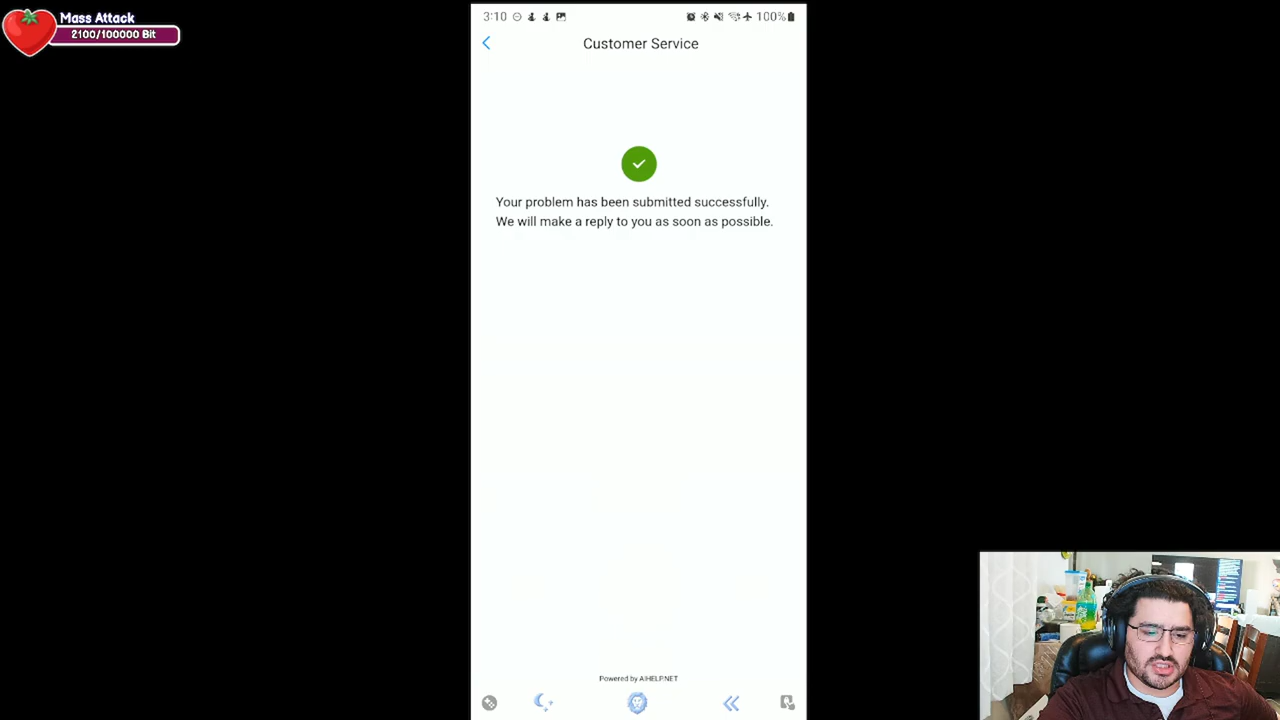 Mass Attack
2100/100000 Bit
3:10
100%
Customer Service
Your problem has been submitted successfully.
We will make a reply to you as soon as possible.
Powered by AIHELP.NET